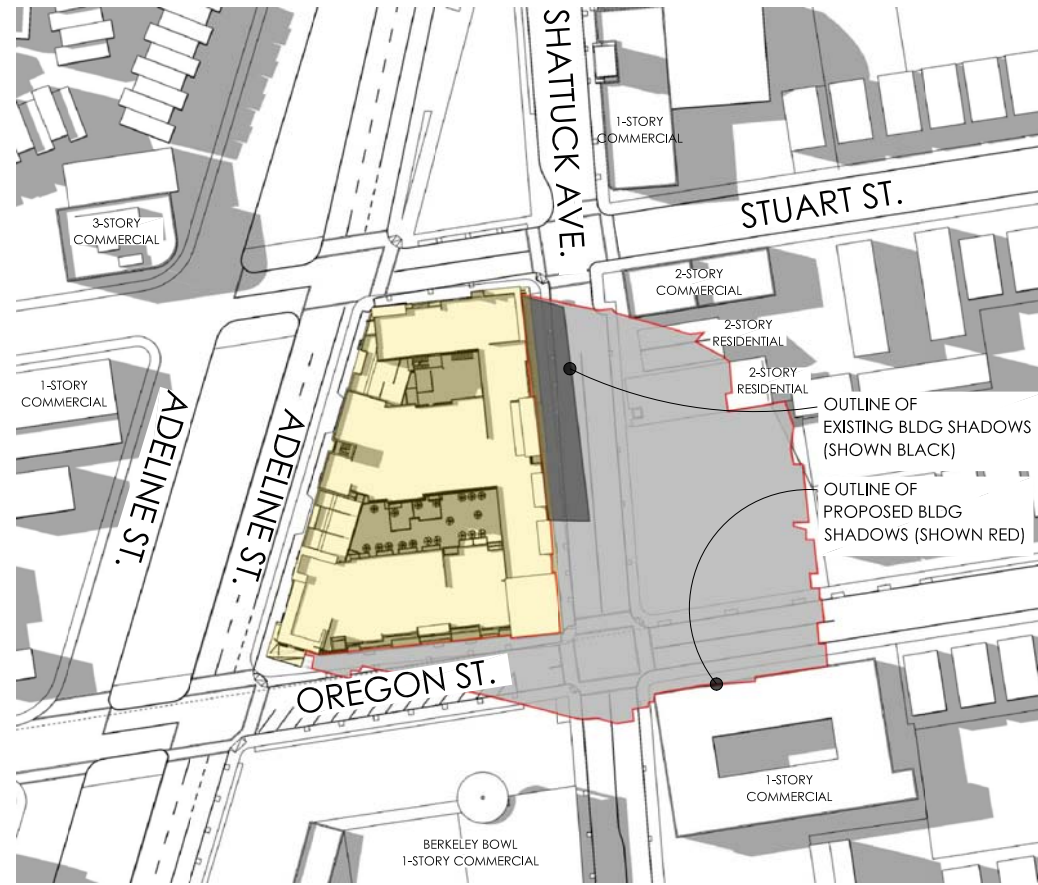 SHATTUCK AVE.
1-STORY
COMMERCIAL
STUART ST.
3-STORY
COMMERCIAL
2-STORY
COMMERCIAL
2-STORY
RESIDENTIAL
2-STORY
RESIDENTIAL
1-STORY
COMMERCIAL
ADELINE ST.
ADELINE ST.
OUTLINE OF
EXISTING BLDG SHADOWS
(SHOWN BLACK)
OUTLINE OF
PROPOSED BLDG
SHADOWS (SHOWN RED)
OREGON ST.
1-STORY
COMMERCIAL
BERKELEY BOWL
1-STORY COMMERCIAL